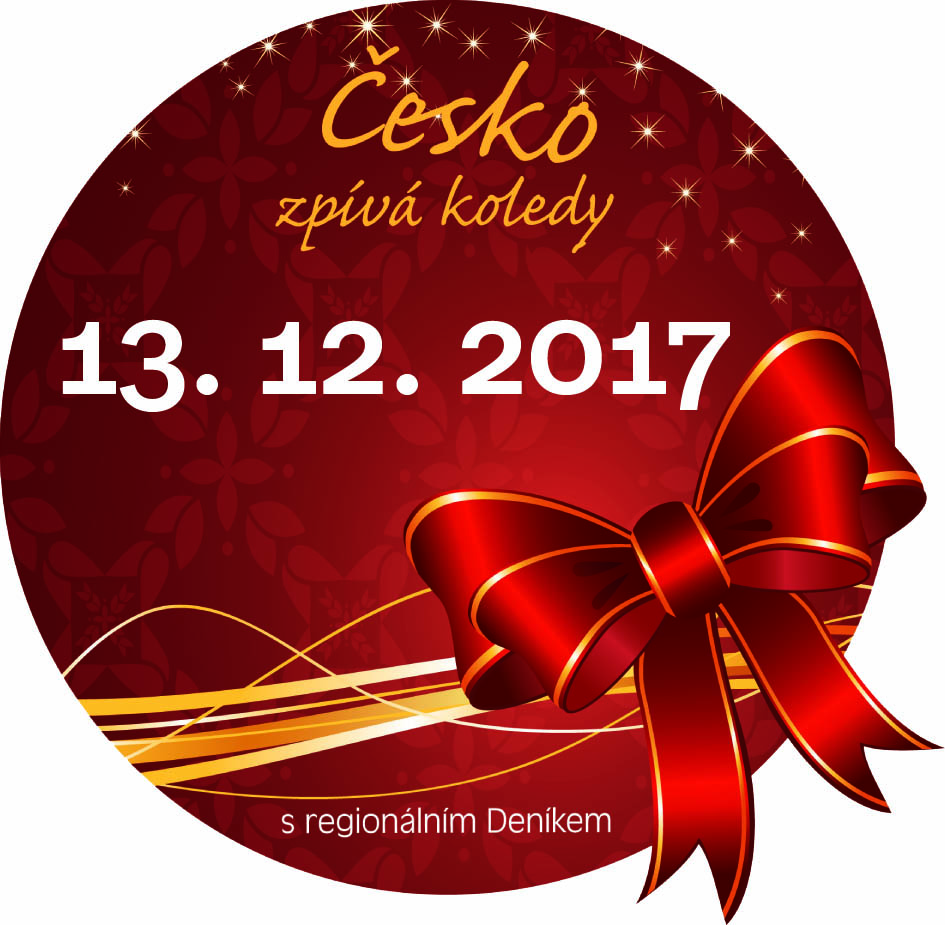 Česko
zpívá koledy
13. 12. 2017
s regionálním Deníkem